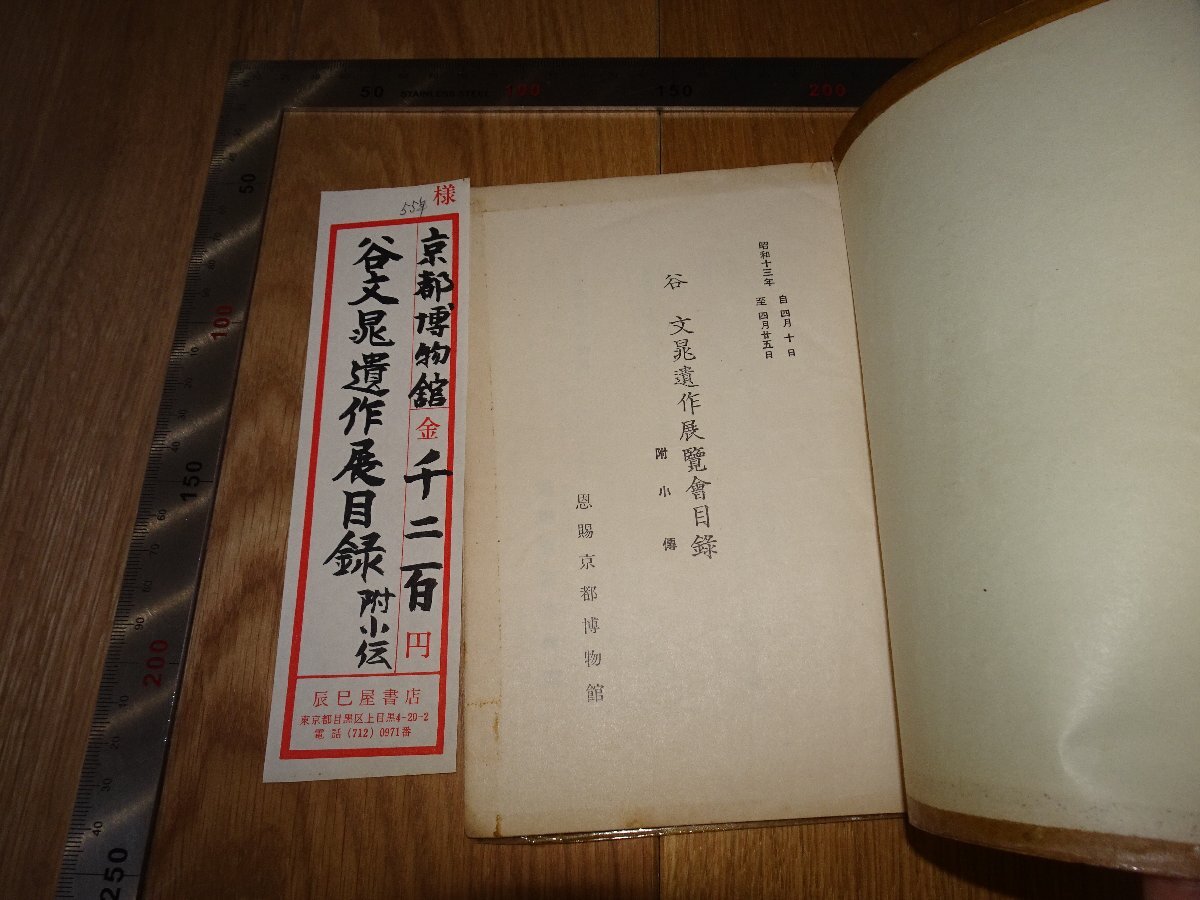 昭和十三年
自四月十日
至四月廿五日
谷文晁遺作展覽會目錄
附小傳
恩賜京都博物館
様
554
京都博物館
金千二百円
谷文晁遺作展目録
附小伝
辰巳屋書店
東京都目黒区上目黒4-20-2
電話(712)0971番
50
STAINLESS STEEL
100
150
200
50
100
150
200
250